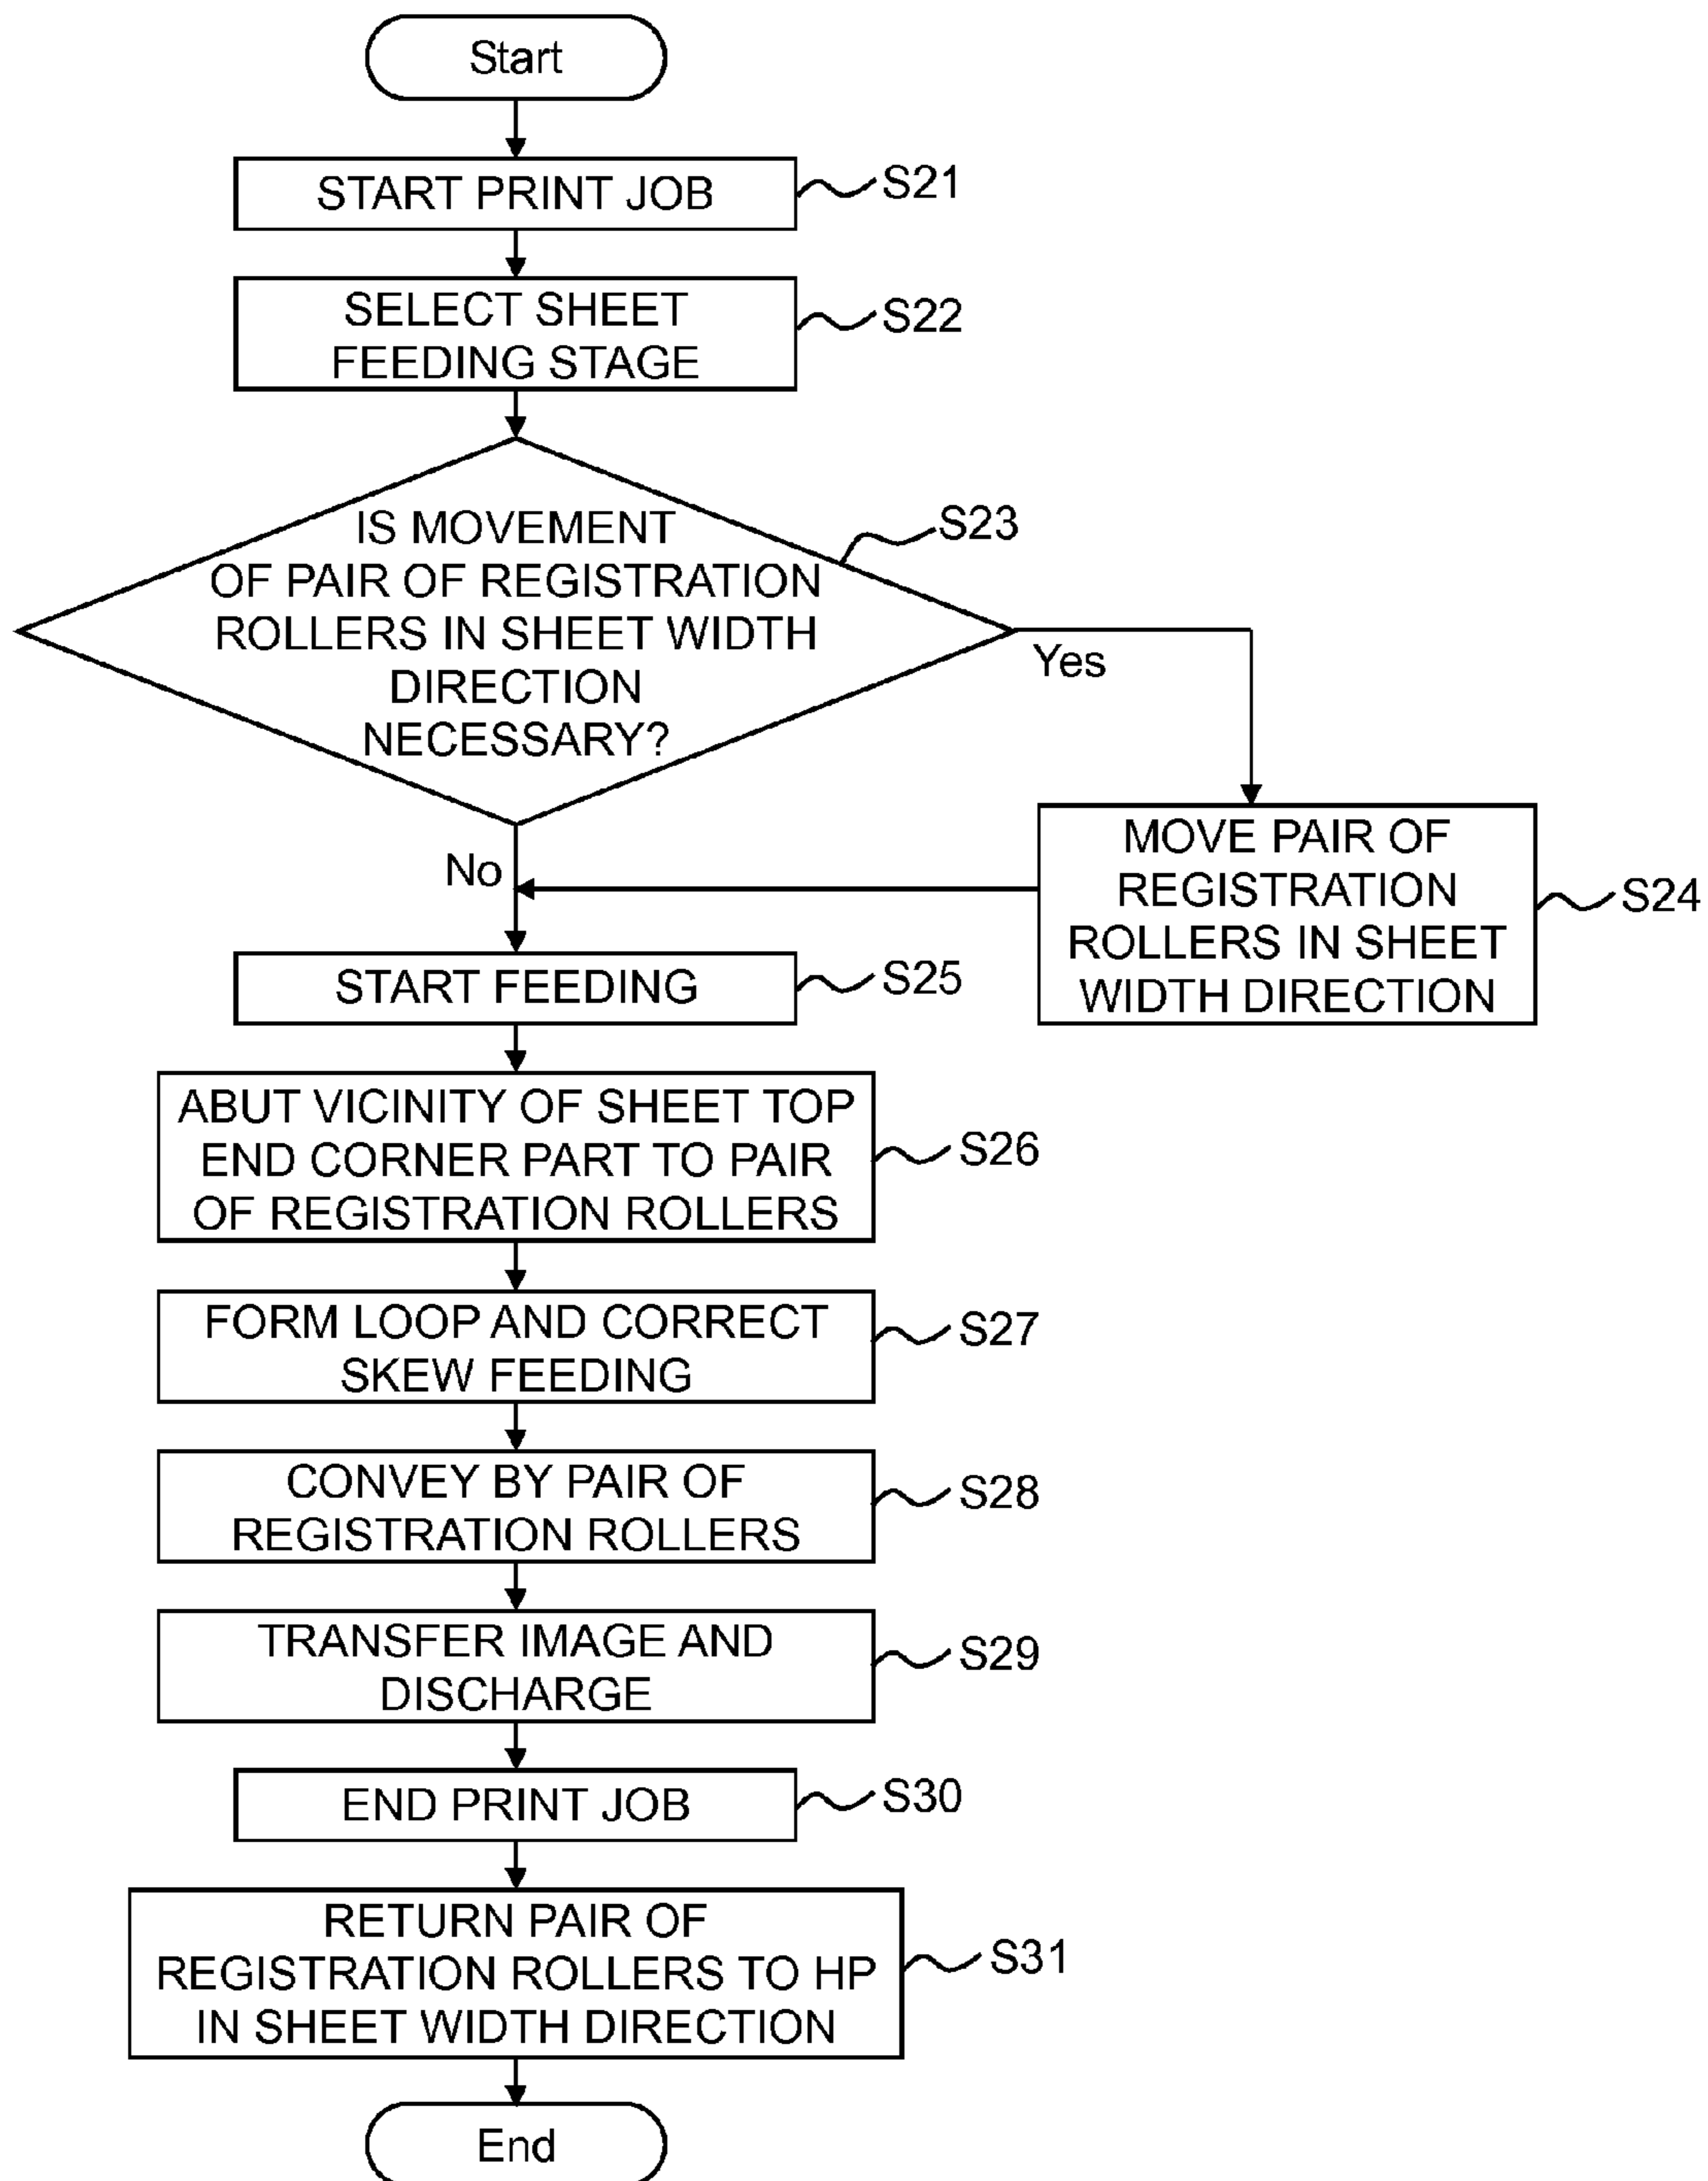 Start
START PRINT JOB
S21
SELECT SHEET
FEEDING STAGE
S22
IS MOVEMENT
OF PAIR OF REGISTRATION
ROLLERS IN SHEET WIDTH
DIRECTION
NECESSARY?
S23
Yes
No
MOVE PAIR OF
REGISTRATION
ROLLERS IN SHEET
WIDTH DIRECTION
S24
START FEEDING
S25
ABUT VICINITY OF SHEET TOP
END CORNER PART TO PAIR
OF REGISTRATION ROLLERS
S26
FORM LOOP AND CORRECT
SKEW FEEDING
S27
CONVEY BY PAIR OF
REGISTRATION ROLLERS
S28
TRANSFER IMAGE AND
DISCHARGE
S29
END PRINT JOB
S30
RETURN PAIR OF
REGISTRATION ROLLERS TO HP
IN SHEET WIDTH DIRECTION
S31
End